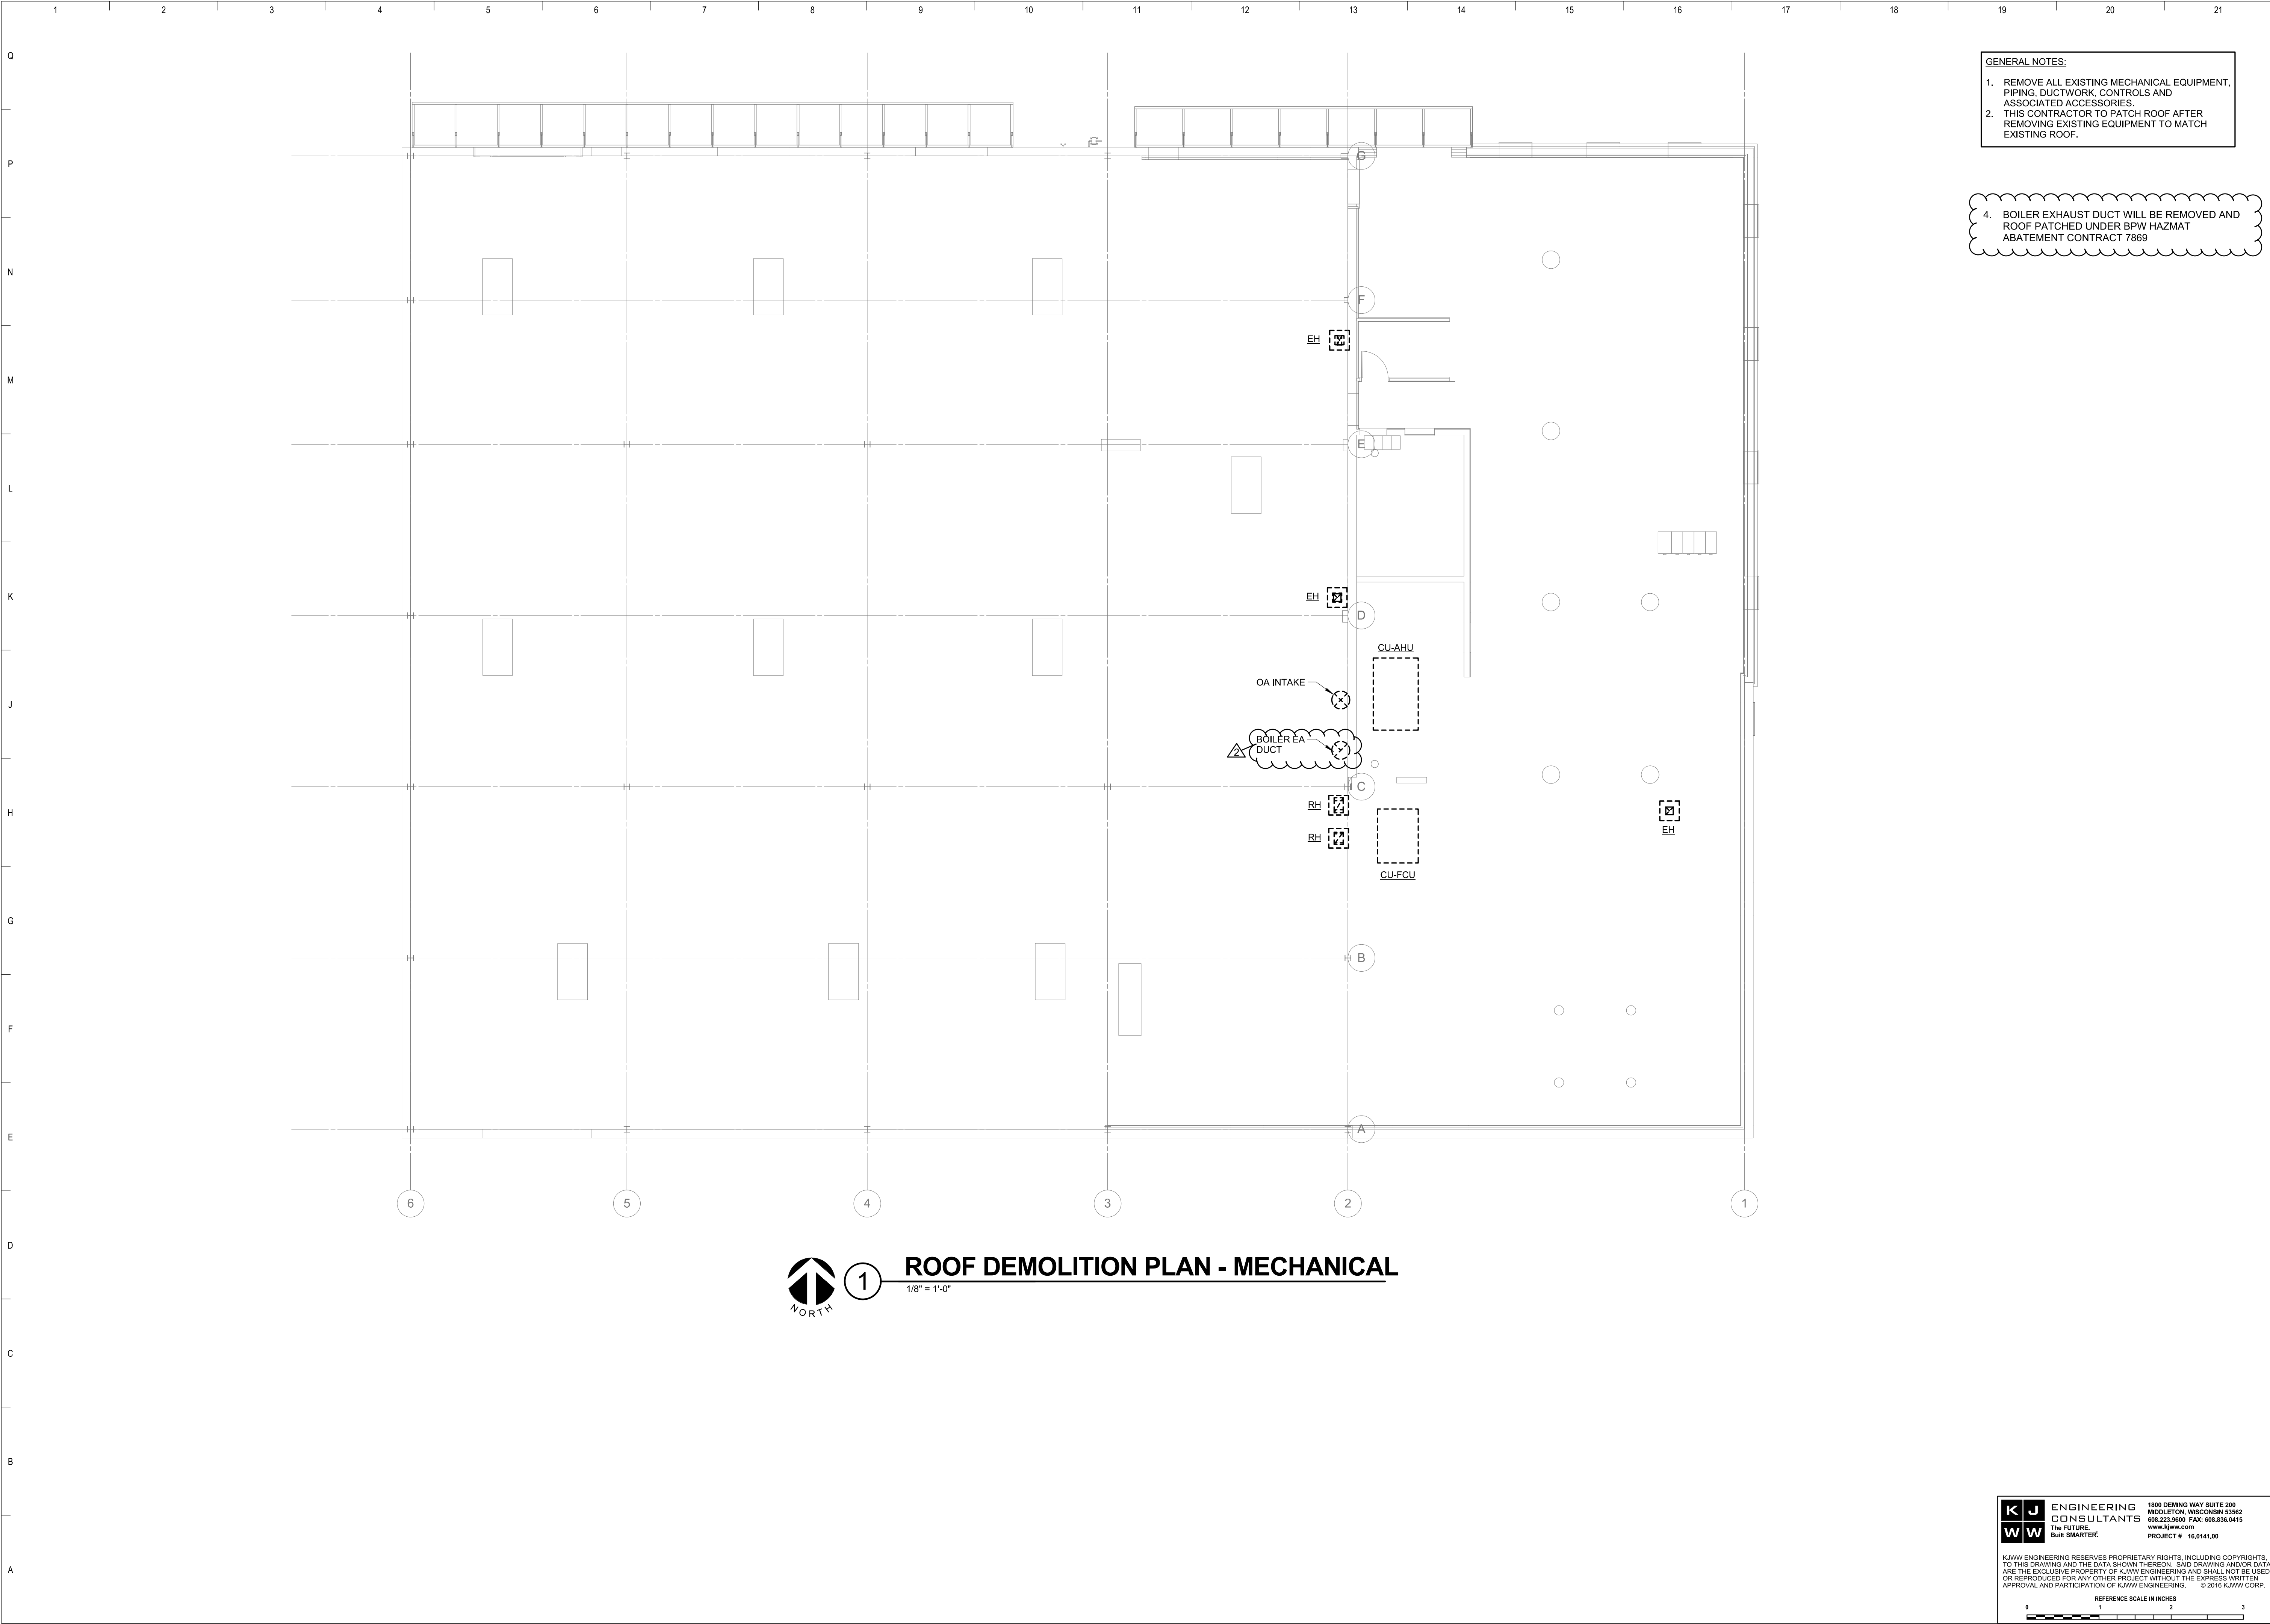 1 2 3 4 5 6 7 8 9 10 11 12 13 14 15 16 17 18 19 20 21
Q
P
N
M
L
K
J
H
G
F
E
D
C
B
A
GENERAL NOTES:
1. REMOVE ALL EXISTING MECHANICAL EQUIPMENT,
PIPING, DUCTWORK, CONTROLS AND
ASSOCIATED ACCESSORIES.
2. THIS CONTRACTOR TO PATCH ROOF AFTER
REMOVING EXISTING EQUIPMENT TO MATCH
EXISTING ROOF.
4. BOILER EXHAUST DUCT WILL BE REMOVED AND
ROOF PATCHED UNDER BPW HAZMAT
ABATEMENT CONTRACT 7869
G
F
EH
E
EH
D
CU-AHU
OA INTAKE
BOILER EA
DUCT
2
C
RH
RH
EH
CU-FCU
B
A
6 5 4 3 2 1
NORTH
1
ROOF DEMOLITION PLAN - MECHANICAL
1/8" = 1'-0"
K J
W W
ENGINEERING
CONSULTANTS
The FUTURE.
Built SMARTER.
1800 DEMING WAY SUITE 200
MIDDLETON, WISCONSIN 53562
608.223.9600 FAX: 608.836.0415
www.kjww.com
PROJECT # 16.0141.00
KJWW ENGINEERING RESERVES PROPRIETARY RIGHTS, INCLUDING COPYRIGHTS,
TO THIS DRAWING AND THE DATA SHOWN THEREON. SAID DRAWING AND/OR DATA
ARE THE EXCLUSIVE PROPERTY OF KJWW ENGINEERING AND SHALL NOT BE USED
OR REPRODUCED FOR ANY OTHER PROJECT WITHOUT THE EXPRESS WRITTEN
APPROVAL AND PARTICIPATION OF KJWW ENGINEERING. © 2016 KJWW CORP.
REFERENCE SCALE IN INCHES
0 1 2 3